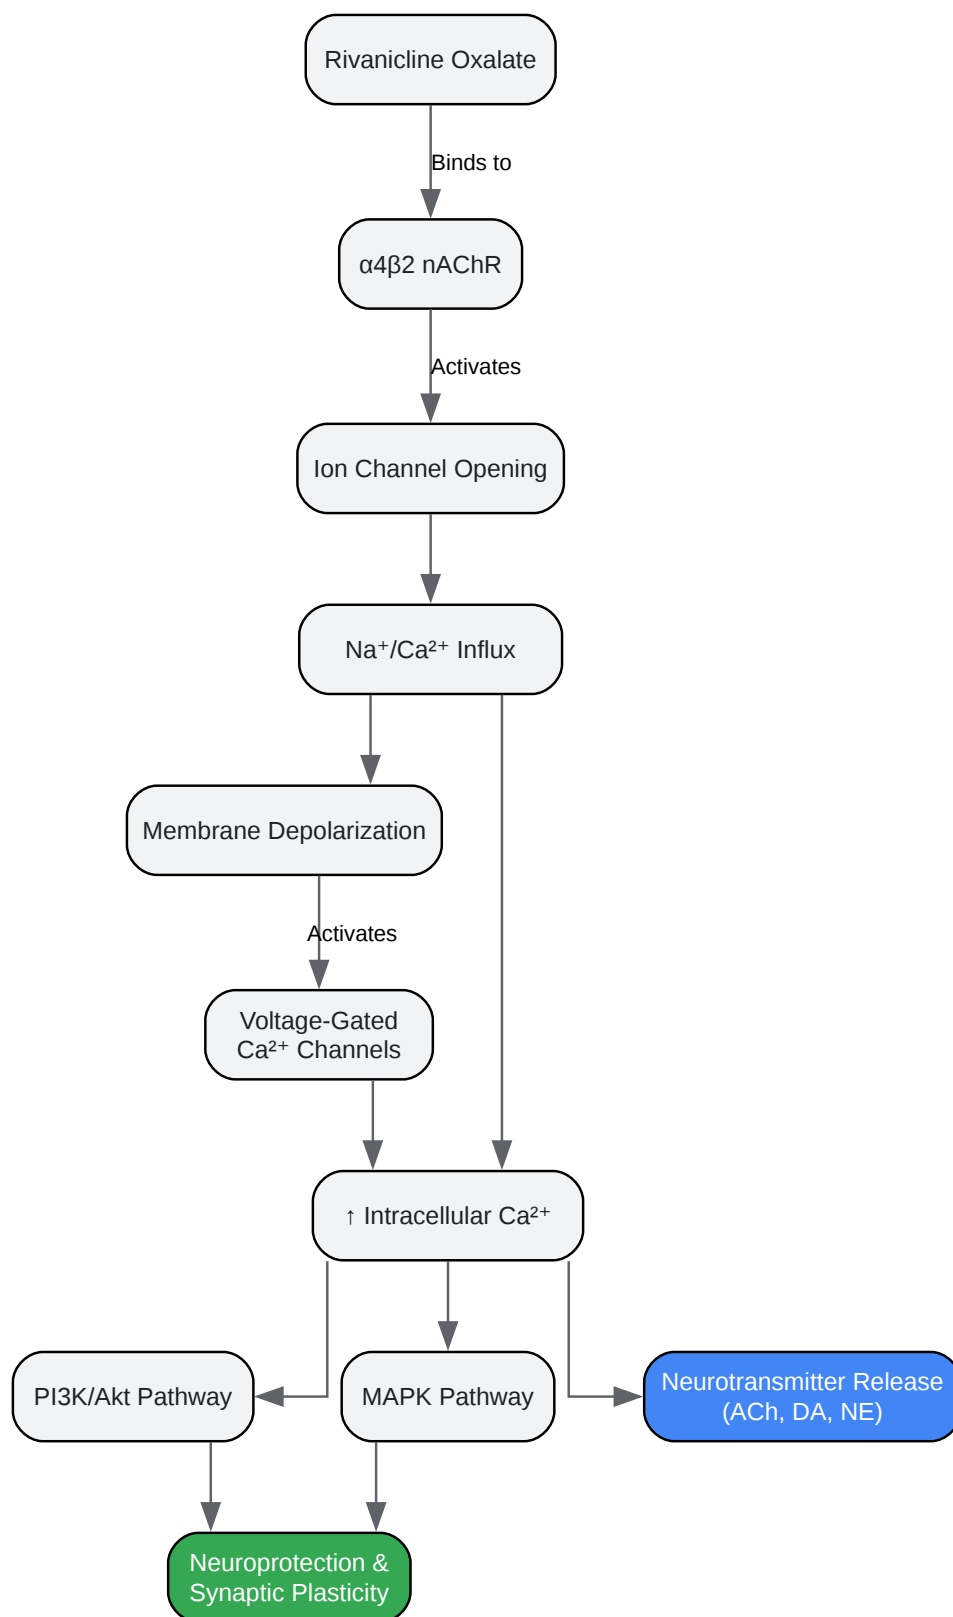 Rivanicline Oxalate
Binds to
α4β2 nAChR
Activates
Ion Channel Opening
Na⁺/Ca²⁺ Influx
Membrane Depolarization
Activates
Voltage-Gated
Ca²⁺ Channels
↑ Intracellular Ca²⁺
PI3K/Akt Pathway
MAPK Pathway
Neurotransmitter Release
(ACh, DA, NE)
Neuroprotection &
Synaptic Plasticity